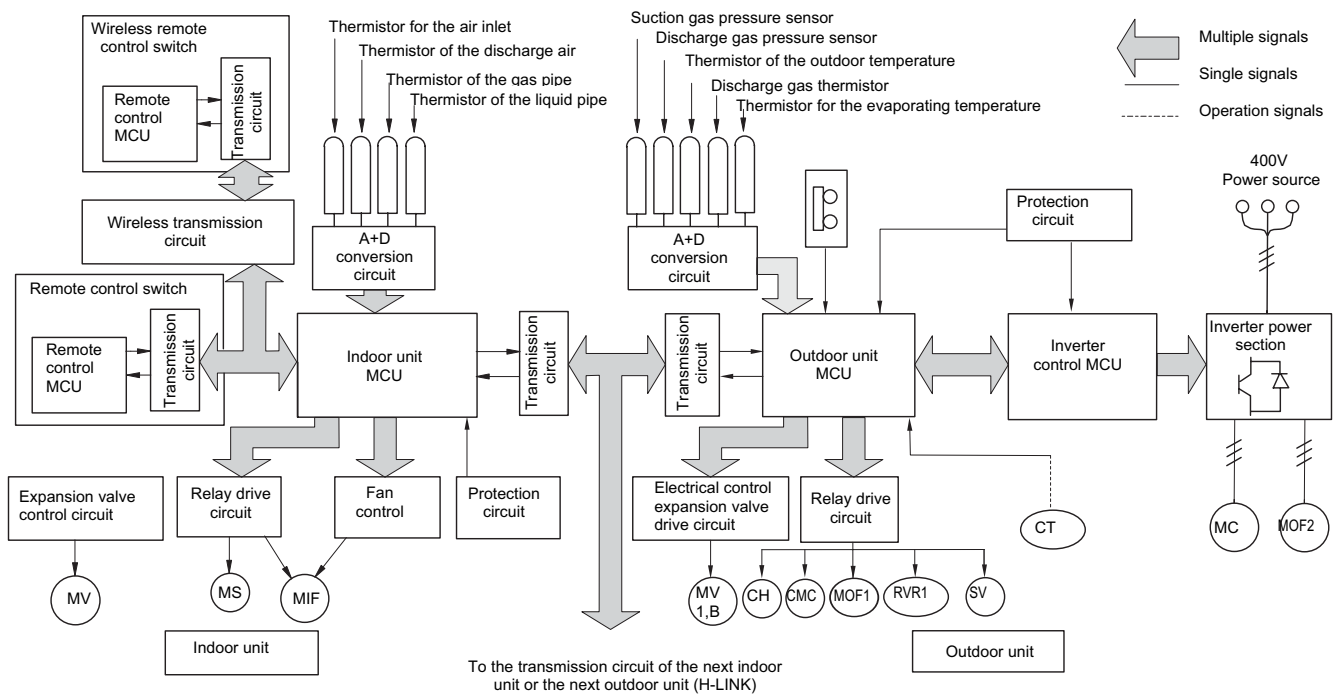 Wireless remote
control switch
Remote
control
MCU
Transmission
circuit
Wireless transmission
circuit
Remote control switch
Remote
control
MCU
Transmission
circuit
Thermistor for the air inlet
Thermistor of the discharge air
Thermistor of the gas pipe
Thermistor of the liquid pipe
A+D
conversion
circuit
Indoor unit
MCU
Transmission
circuit
Expansion valve
control circuit
Relay drive
circuit
Fan
control
Protection
circuit
MV
MS
MIF
Indoor unit
Suction gas pressure sensor
Discharge gas pressure sensor
Thermistor of the outdoor temperature
Discharge gas thermistor
Thermistor for the evaporating temperature
A+D
conversion
circuit
Transmission
circuit
Outdoor unit
MCU
Protection
circuit
Inverter
control MCU
Inverter power
section
400V
Power source
Electrical control
expansion valve
drive circuit
Relay drive
circuit
CT
MC
MOF2
MV
1,B
CH
CMC
MOF1
RVR1
SV
Outdoor unit
To the transmission circuit of the next indoor
unit or the next outdoor unit (H-LINK)
Multiple signals
Single signals
Operation signals